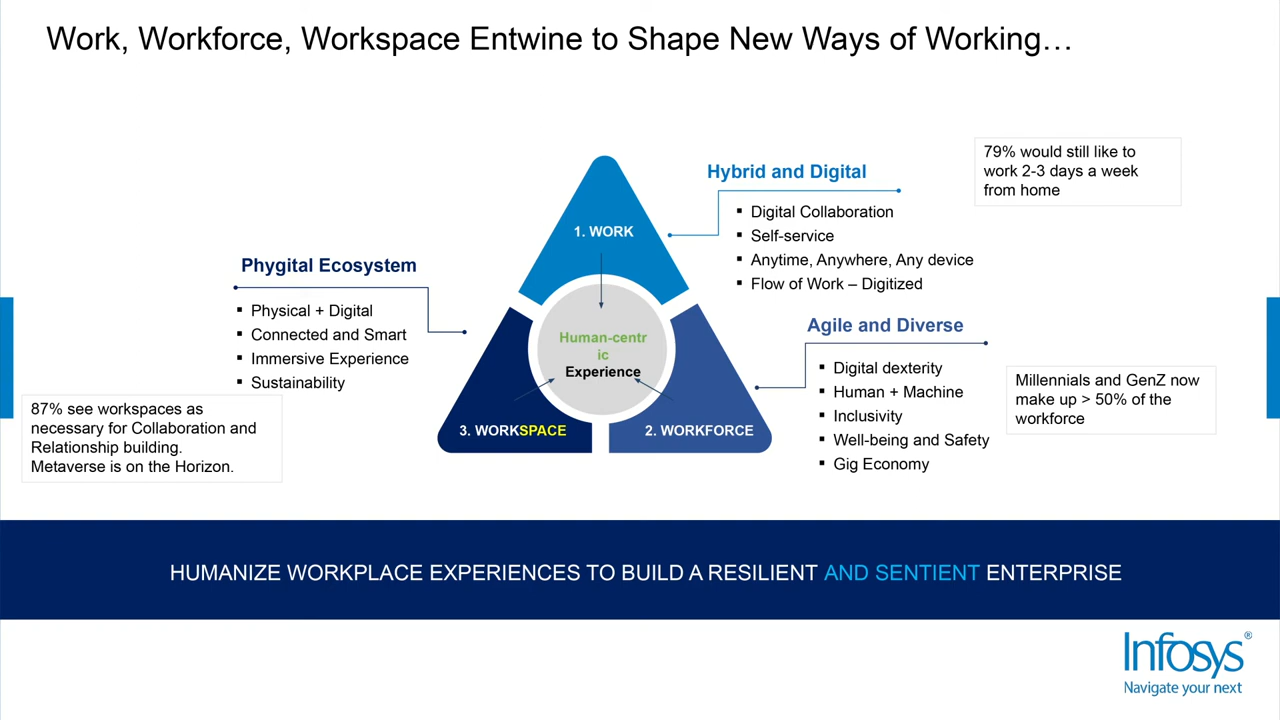 Work, Workforce, Workspace Entwine to Shape New Ways of Working…
79% would still like to
work 2-3 days a week
from home
Hybrid and Digital
▪ Digital Collaboration
▪ Self-service
▪ Anytime, Anywhere, Any device
▪ Flow of Work – Digitized
1. WORK
Phygital Ecosystem
▪ Physical + Digital
▪ Connected and Smart
▪ Immersive Experience
▪ Sustainability
Human-centr
ic
Experience
Agile and Diverse
▪ Digital dexterity
▪ Human + Machine
▪ Inclusivity
▪ Well-being and Safety
▪ Gig Economy
Millennials and GenZ now
make up > 50% of the
workforce
87% see workspaces as
necessary for Collaboration and
Relationship building.
Metaverse is on the Horizon.
3. WORKSPACE
2. WORKFORCE
HUMANIZE WORKPLACE EXPERIENCES TO BUILD A RESILIENT AND SENTIENT ENTERPRISE
Infosys®
Navigate your next